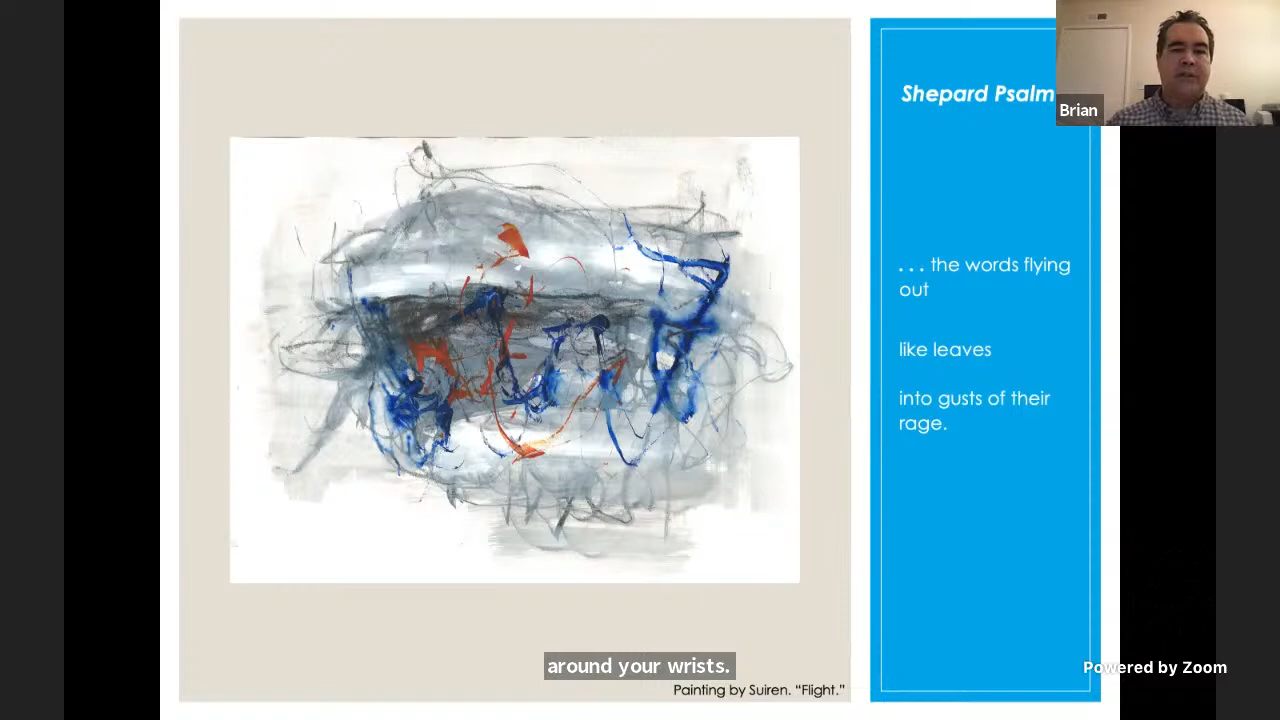 Shepard Psalm
Brian
. . . the words flying
out
like leaves
into gusts of their
rage.
around your wrists.
Powered by Zoom
Painting by Suiren. “Flight.”